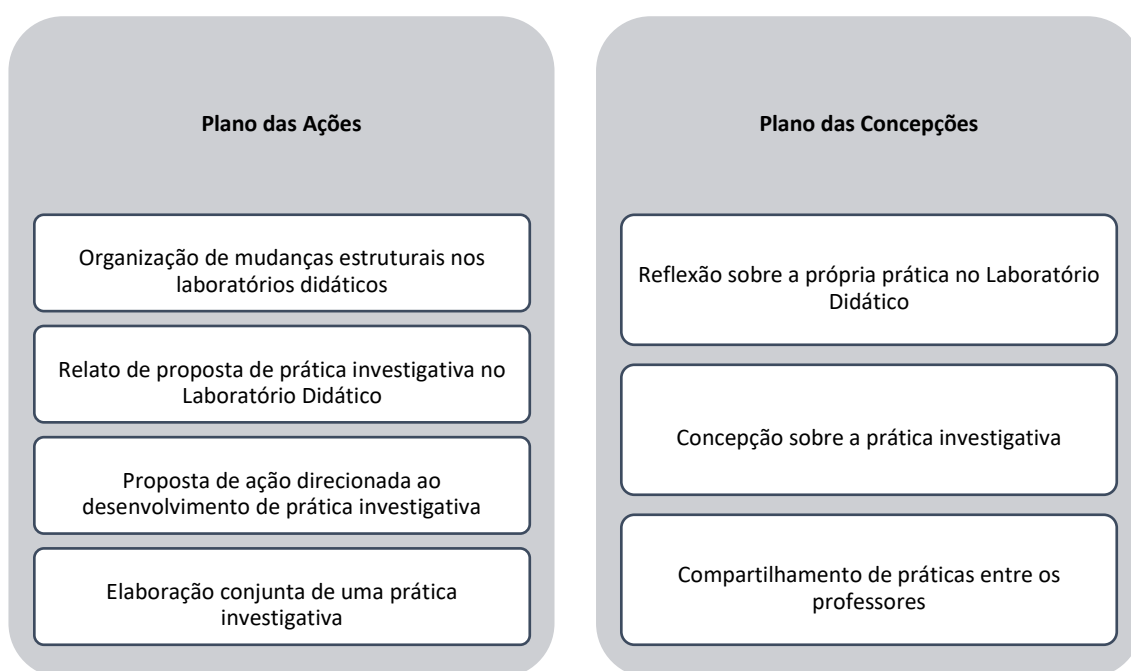 Plano das Ações
Organização de mudanças estruturais nos
laboratórios didáticos
Relato de proposta de prática investigativa no
Laboratório Didático
Proposta de ação direcionada ao
desenvolvimento de prática investigativa
Elaboração conjunta de uma prática
investigativa
Plano das Concepções
Reflexão sobre a própria prática no Laboratório
Didático
Concepção sobre a prática investigativa
Compartilhamento de práticas entre os
professores